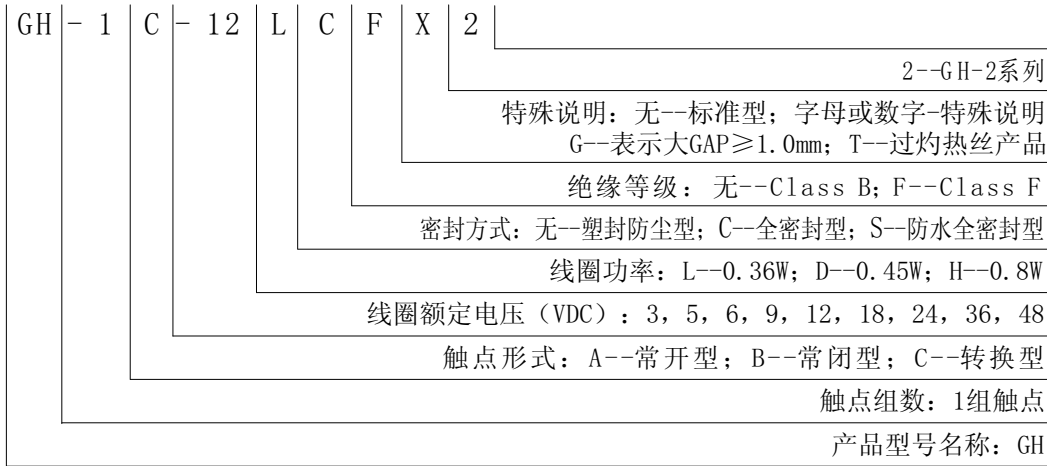 GH - 1 C - 12 L C F X 2
2--GH-2系列
特殊说明：无--标准型；字母或数字-特殊说明
G--表示大GAP≥1.0mm；T--过灼热丝产品
绝缘等级：无--Class B；F--Class F
密封方式：无--塑封防尘型；C--全密封型；S--防水全密封型
线圈功率：L--0.36W；D--0.45W；H--0.8W
线圈额定电压（VDC）：3，5，6，9，12，18，24，36，48
触点形式：A--常开型；B--常闭型；C--转换型
触点组数：1组触点
产品型号名称：GH